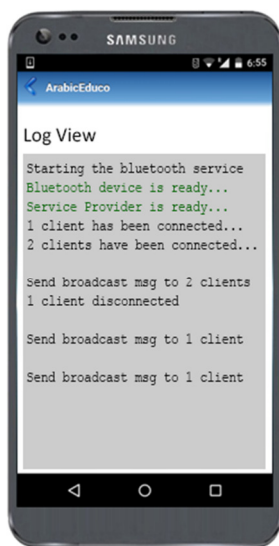 SAMSUNG
6:55
ArabicEduco
Log View
Starting the bluetooth service
Bluetooth device is ready...
Service Provider is ready...
1 client has been connected...
2 clients have been connected...
Send broadcast msg to 2 clients
1 client disconnected
Send broadcast msg to 1 client
Send broadcast msg to 1 client